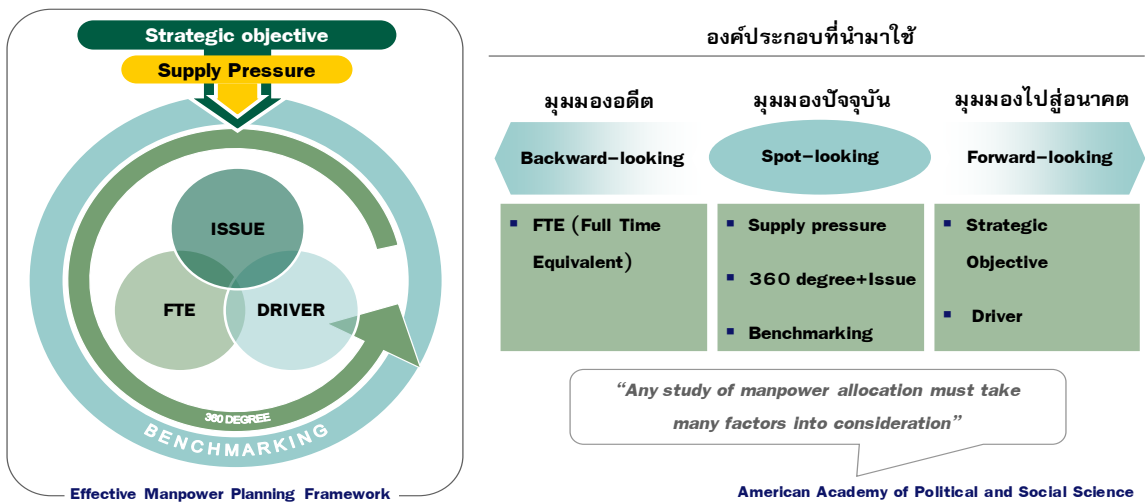 Strategic objective
Supply Pressure
ISSUE
FTE
DRIVER
360 DEGREE
BENCHMARKING
Effective Manpower Planning Framework
องค์ประกอบที่นำมาใช้
มุมมองอดีต
มุมมองปัจจุบัน
มุมมองไปสู่อนาคต
Backward-looking
Spot-looking
Forward-looking
▪ FTE (Full Time
Equivalent)
▪ Supply pressure
▪ 360 degree+Issue
▪ Benchmarking
▪ Strategic
Objective
▪ Driver
“Any study of manpower allocation must take
many factors into consideration”
American Academy of Political and Social Science